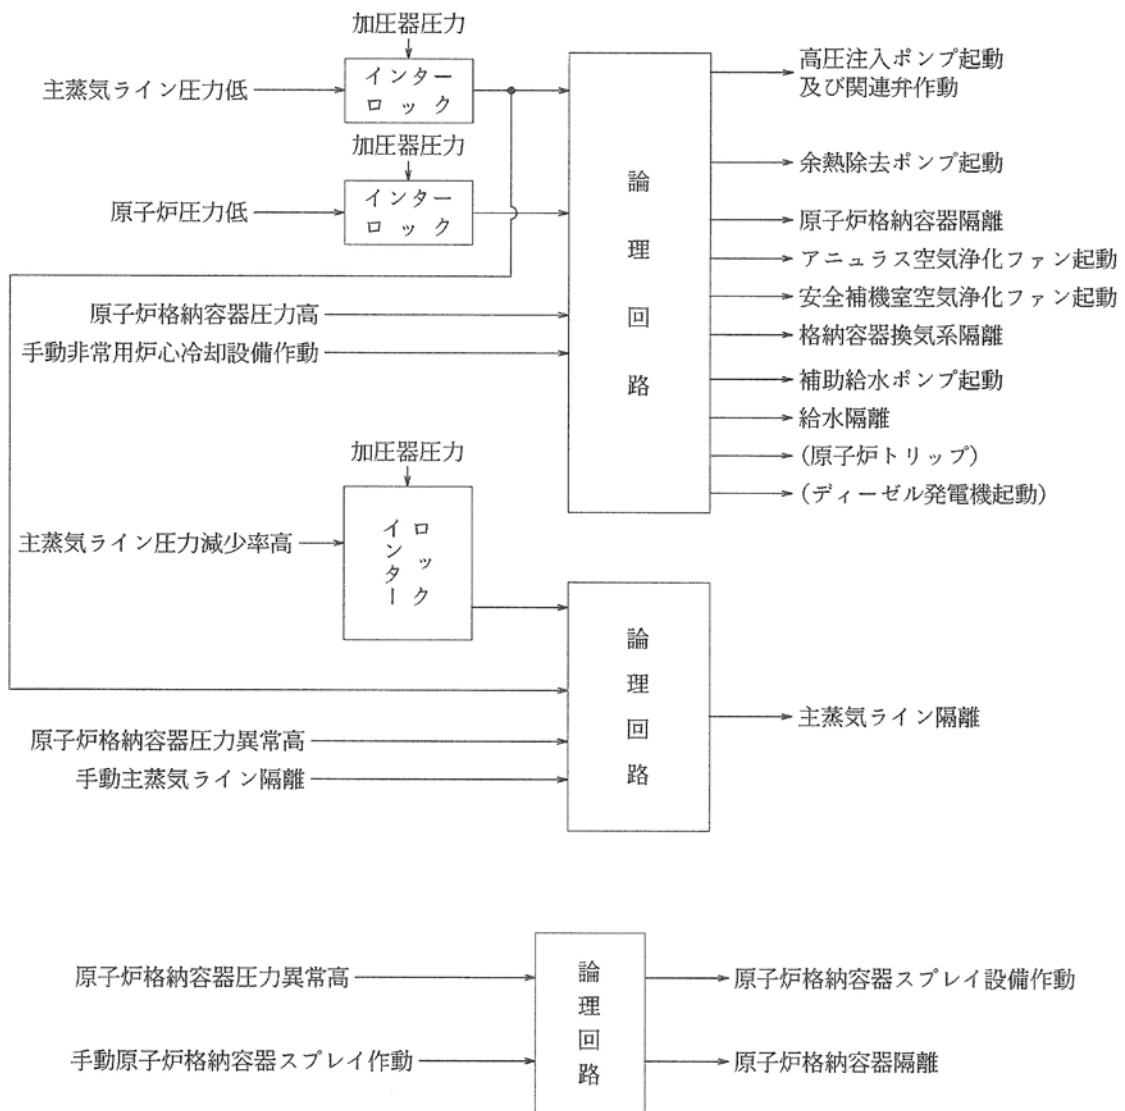 加圧器圧力
主蒸気ライン圧力低
インター
ロック
加圧器圧力
原子炉圧力低
インター
ロック
原子炉格納容器圧力高
手動非常用炉心冷却設備作動
論理回路
高圧注入ポンプ起動
及び関連弁作動
余熱除去ポンプ起動
原子炉格納容器隔離
アニュラス空気浄化ファン起動
安全補機室空気浄化ファン起動
格納容器換気系隔離
補助給水ポンプ起動
給水隔離
(原子炉トリップ)
(ディーゼル発電機起動)
加圧器圧力
主蒸気ライン圧力減少率高
インター
ロック
原子炉格納容器圧力異常高
手動主蒸気ライン隔離
論理回路
主蒸気ライン隔離
原子炉格納容器圧力異常高
手動原子炉格納容器スプレイ作動
論理回路
原子炉格納容器スプレイ設備作動
原子炉格納容器隔離